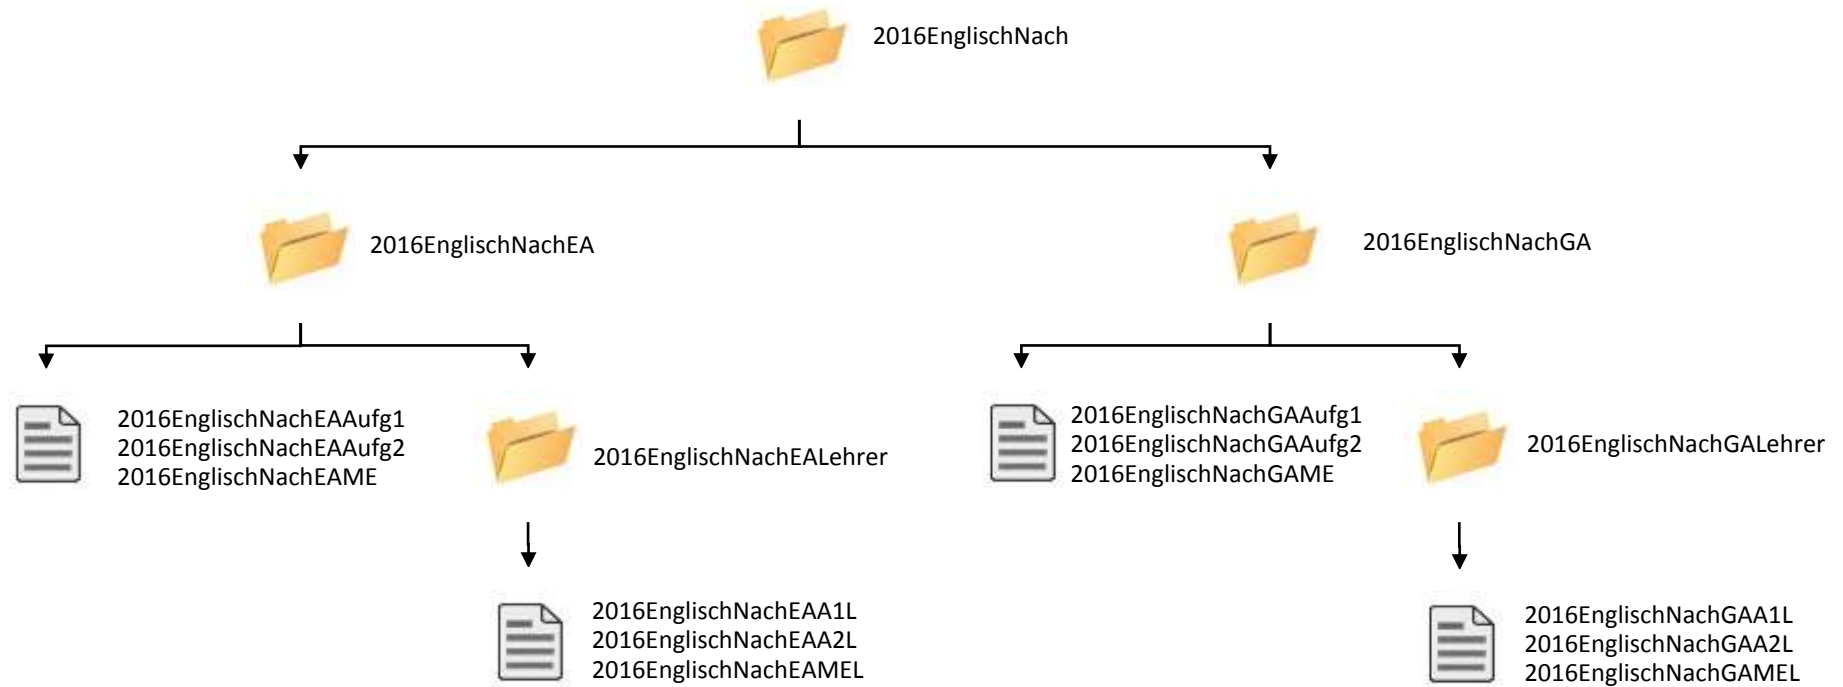 2016EnglischNach
2016EnglischNachEA
2016EnglischNachGA
2016EnglischNachEAAufg1
2016EnglischNachEAAufg2
2016EnglischNachEAME
2016EnglischNachEALehrer
2016EnglischNachGAAufg1
2016EnglischNachGAAufg2
2016EnglischNachGAME
2016EnglischNachGALehrer
2016EnglischNachEAA1L
2016EnglischNachEAA2L
2016EnglischNachEAMEL
2016EnglischNachGAA1L
2016EnglischNachGAA2L
2016EnglischNachGAMEL